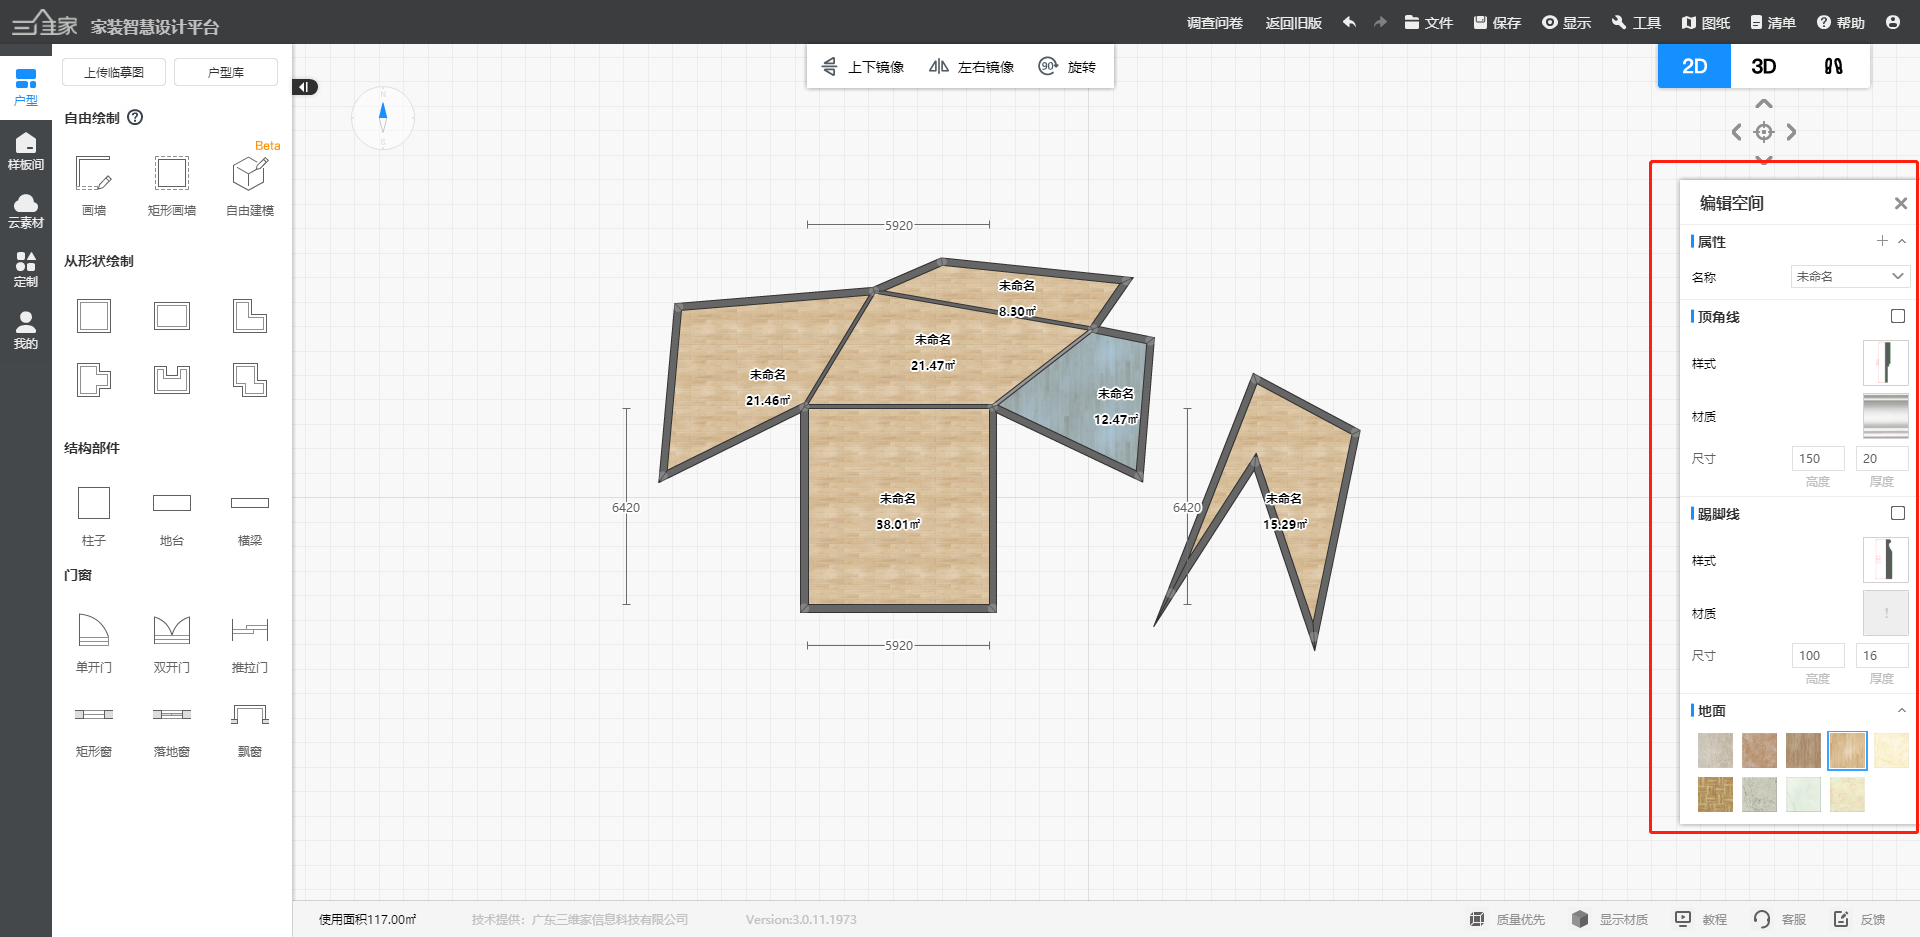 三维家 家装智慧设计平台
调查问卷 返回旧版 文件 保存 显示 工具 图纸 清单 帮助
户型
样板间
云素材
定制
我的
上传临摹图 户型库
自由绘制 ?
Beta
画墙 矩形画墙 自由建模
从形状绘制
结构部件
柱子 地台 横梁
门窗
单开门 双开门 推拉门
矩形窗 落地窗 飘窗
上下镜像 左右镜像 90° 旋转
2D 3D
N
S
5920
未命名
8.30㎡
未命名
21.47㎡
未命名
21.46㎡
未命名
12.47㎡
未命名
38.01㎡
未命名
15.29㎡
6420
6420
5920
编辑空间
属性
名称 未命名
顶角线
样式
材质
尺寸 150 20
高度 厚度
踢脚线
样式
材质 !
尺寸 100 16
高度 厚度
地面
使用面积117.00㎡ 技术提供：广东三维家信息科技有限公司 Version:3.0.11.1973
质量优先 显示材质 教程 客服 反馈